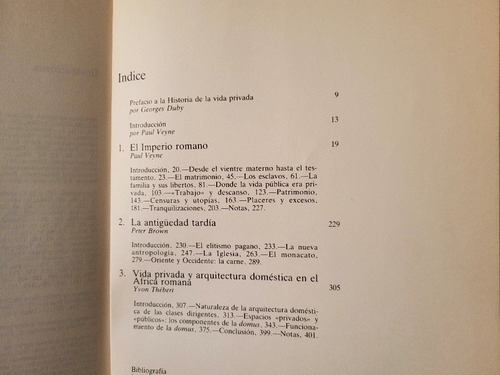 Indice
Prefacio a la Historia de la vida privada 9
por Georges Duby
Introducción 13
por Paul Veyne
1. El Imperio romano 19
Paul Veyne
Introducción, 20.—Desde el vientre materno hasta el tes-
tamento, 23.—El matrimonio, 45.—Los esclavos, 61.—La
familia y sus libertos, 81.—Donde la vida pública era pri-
vada, 103.—«Trabajo» y descanso, 123.—Patrimonio,
143.—Censuras y utopías, 163.—Placeres y excesos,
181.—Tranquilizaciones, 203.—Notas, 227.
2. La antigüedad tardía 229
Peter Brown
Introducción, 230.—El elitismo pagano, 233.—La nueva
antropología, 247.—La Iglesia, 263.—El monacato,
279.—Oriente y Occidente: la carne, 289.
3. Vida privada y arquitectura doméstica en el
Africa romana 305
Yvon Thébert
Introducción, 307.—Naturaleza de la arquitectura domésti-
ca de las clases dirigentes, 313.—Espacios «privados» y
«públicos»: los componentes de la domus, 343.—Funciona-
miento de la domus, 375.—Conclusión, 399.—Notas, 401.
Bibliografía